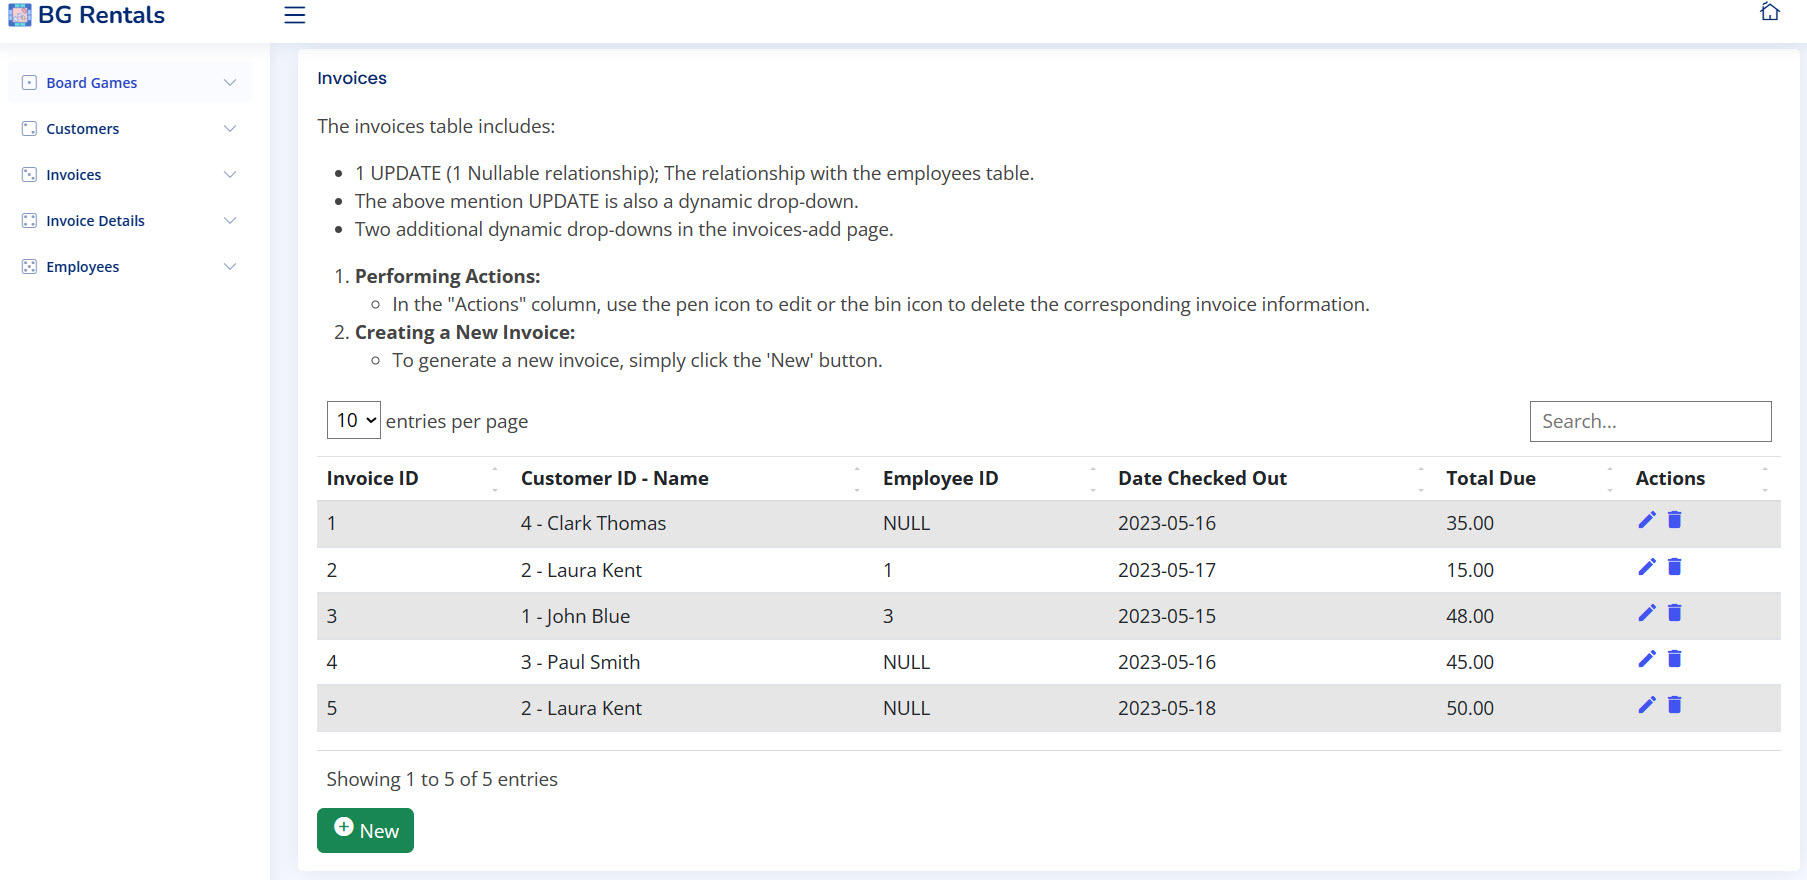 BG Rentals
Board Games
Customers
Invoices
Invoice Details
Employees
Invoices
The invoices table includes:
1 UPDATE (1 Nullable relationship); The relationship with the employees table.
The above mention UPDATE is also a dynamic drop-down.
Two additional dynamic drop-downs in the invoices-add page.
1. Performing Actions:
In the "Actions" column, use the pen icon to edit or the bin icon to delete the corresponding invoice information.
2. Creating a New Invoice:
To generate a new invoice, simply click the 'New' button.
10 entries per page Search...
Invoice ID Customer ID - Name Employee ID Date Checked Out Total Due Actions
1 4 - Clark Thomas NULL 2023-05-16 35.00
2 2 - Laura Kent 1 2023-05-17 15.00
3 1 - John Blue 3 2023-05-15 48.00
4 3 - Paul Smith NULL 2023-05-16 45.00
5 2 - Laura Kent NULL 2023-05-18 50.00
Showing 1 to 5 of 5 entries
New